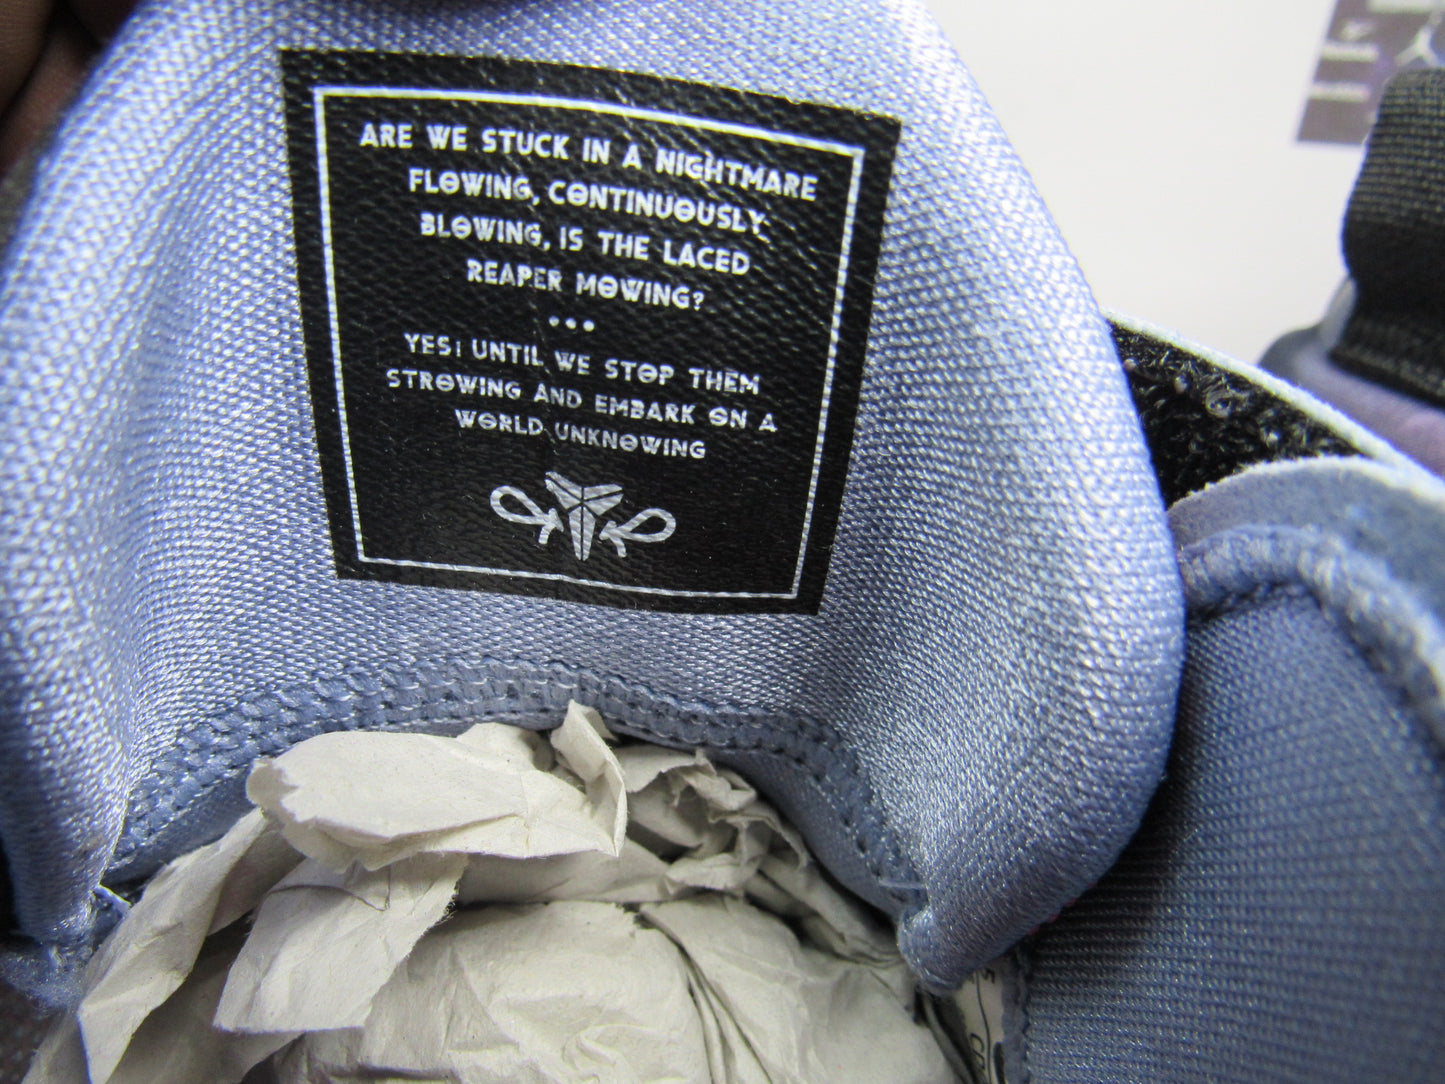 ARE WE STUCK IN A NIGHTMARE
FLOWING, CONTINUOUSLY
BLOWING, IS THE LACED
REAPER MOWING?
•••
YES; UNTIL WE STOP THEM
STROWING AND EMBARK ON A
WORLD UNKNOWING